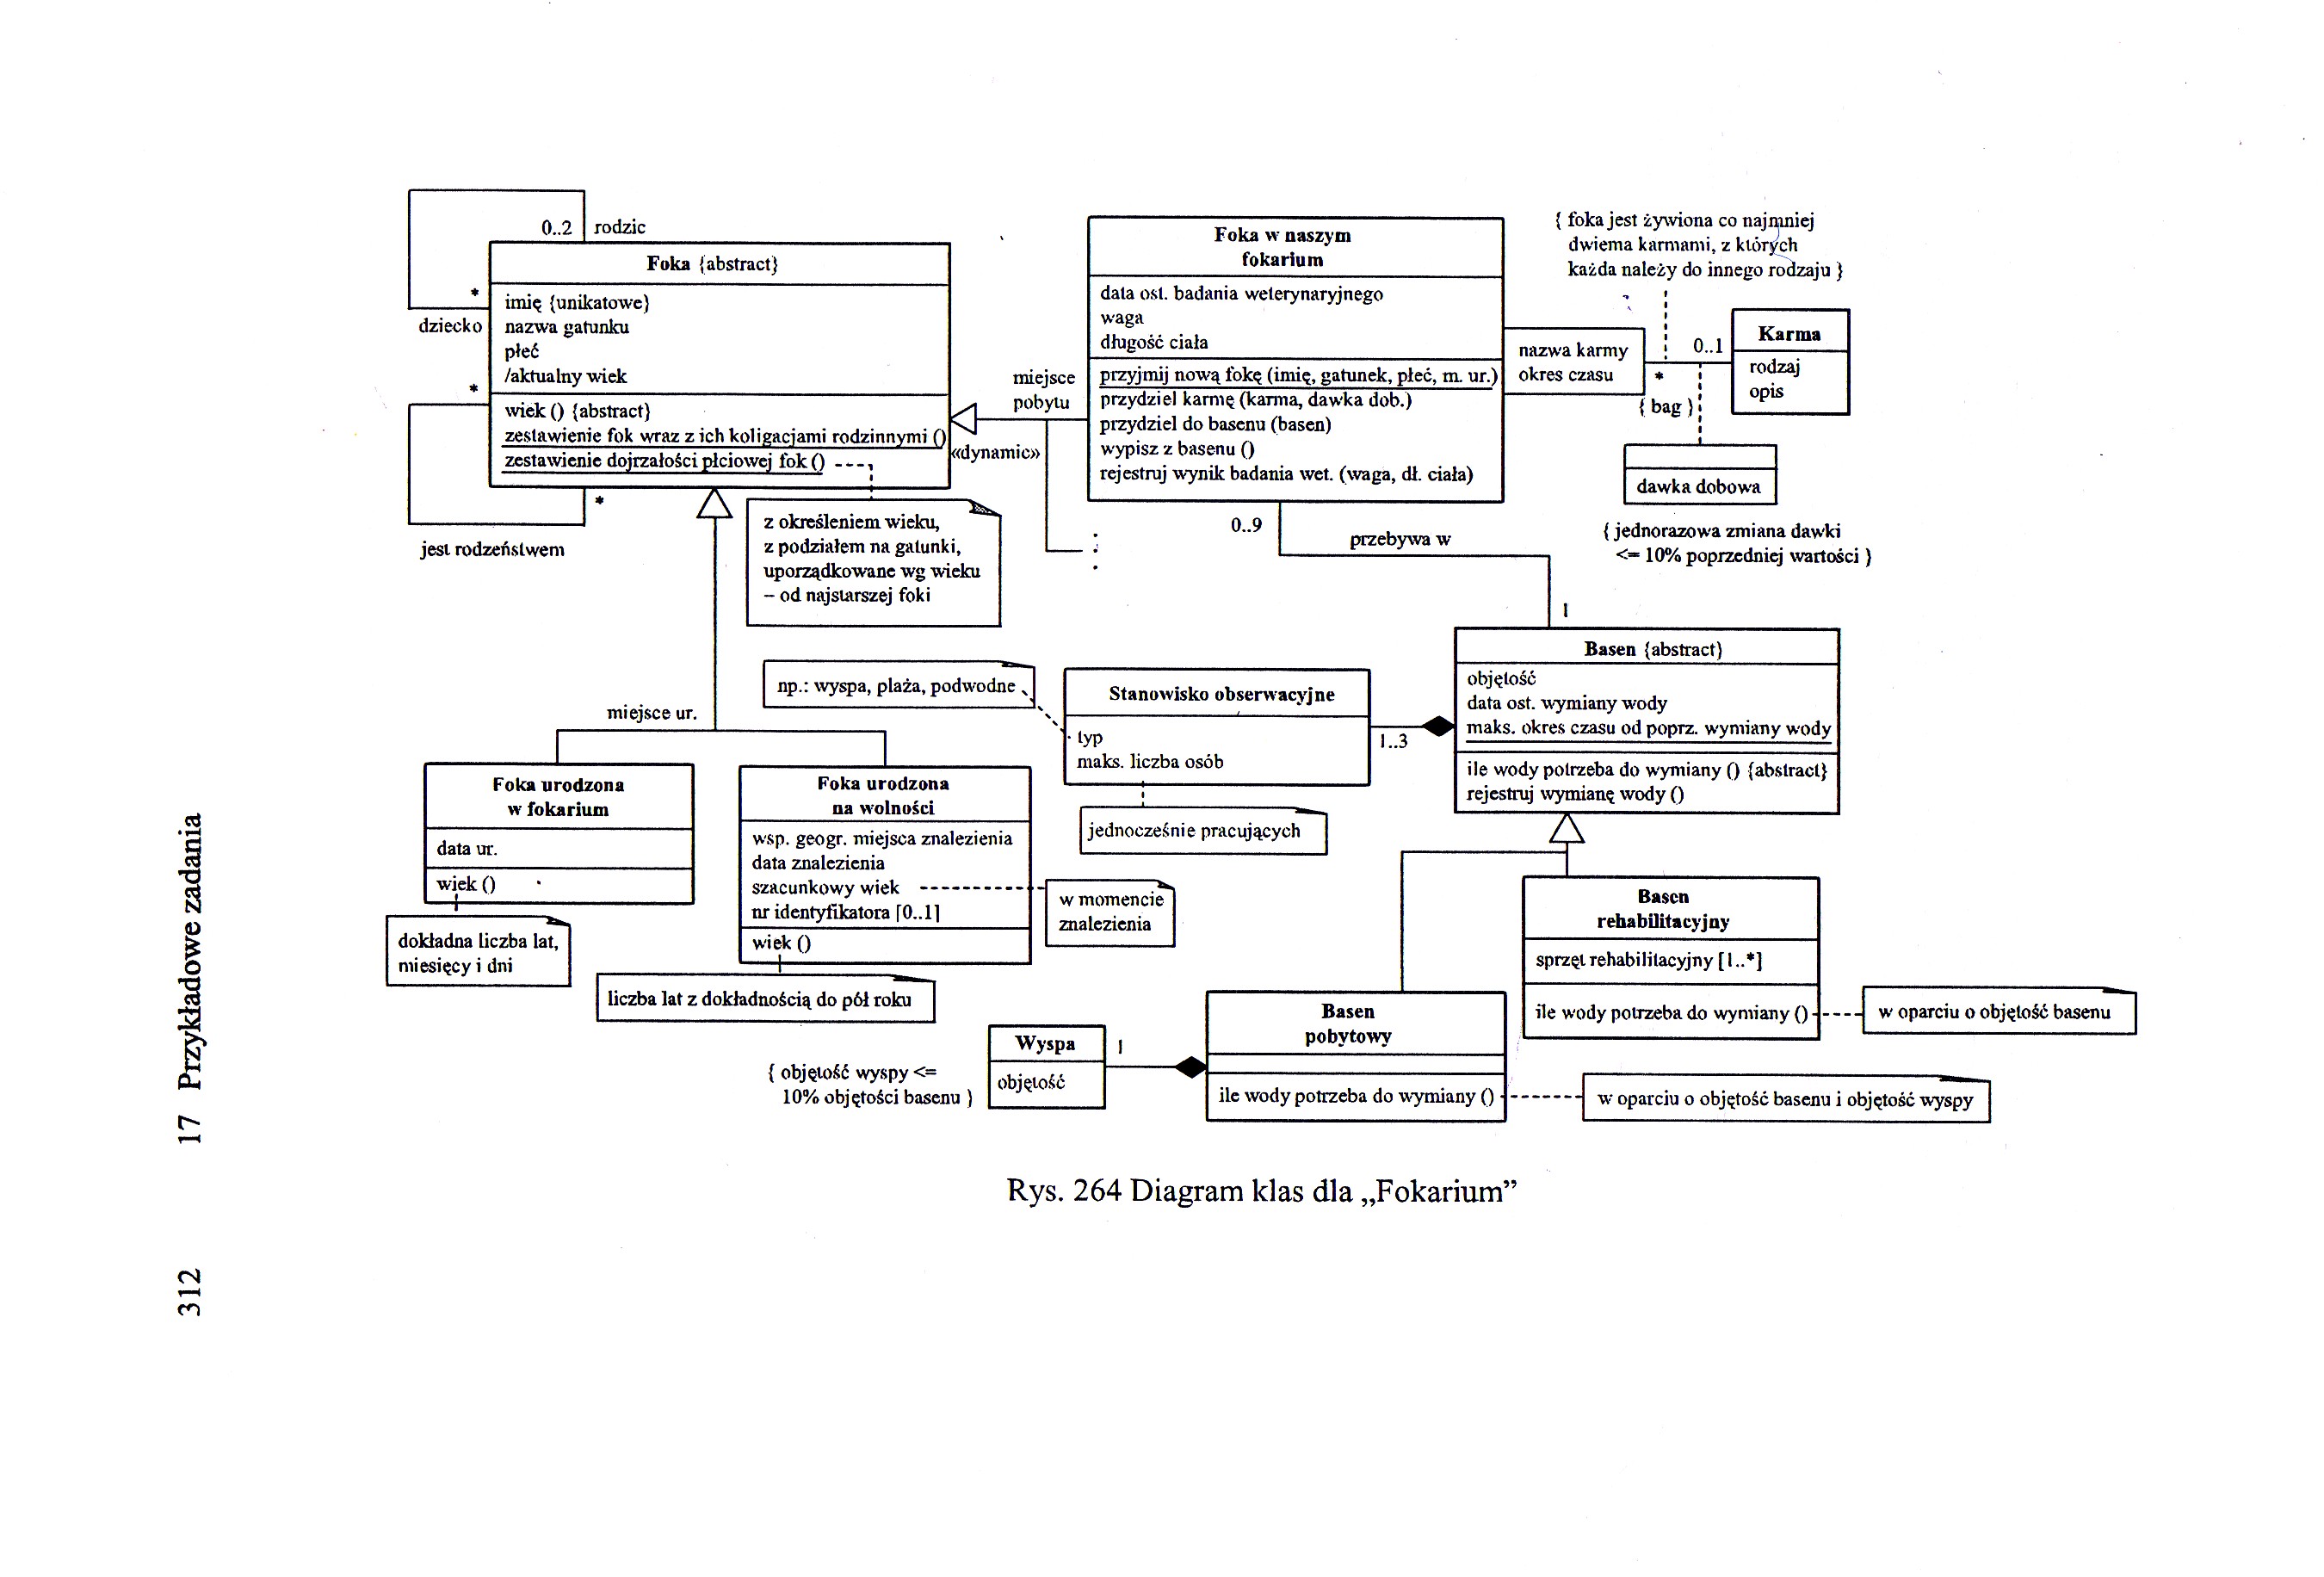 0..2 rodzic
*
dziecko
Foka {abstract}
imię {unikatowe}
nazwa gatunku
płeć
/aktualny wiek
wiek () {abstract}
zestawienie fok wraz z ich koligacjami rodzinnymi ()
zestawienie dojrzałości płciowej fok ()
*
*
jest rodzeństwem
z określeniem wieku,
z podziałem na gatunki,
uporządkowane wg wieku
– od najstarszej foki
miejsce
pobytu
«dynamic»
Foka w naszym
fokarium
data ost. badania weterynaryjnego
waga
długość ciała
przyjmij nową fokę (imię, gatunek, płeć, m. ur.)
przydziel karmę (karma, dawka dob.)
przydziel do basenu (basen)
wypisz z basenu ()
rejestruj wynik badania wet. (waga, dł. ciała)
{ foka jest żywiona co najmniej
dwiema karmami, z których
każda należy do innego rodzaju }
nazwa karmy
okres czasu
*
0..1
{ bag }
Karma
rodzaj
opis
dawka dobowa
{ jednorazowa zmiana dawki
<= 10% poprzedniej wartości }
0..9
przebywa w
1
Basen {abstract}
objętość
data ost. wymiany wody
maks. okres czasu od poprz. wymiany wody
ile wody potrzeba do wymiany () {abstract}
rejestruj wymianę wody ()
np.: wyspa, plaża, podwodne
Stanowisko obserwacyjne
typ
maks. liczba osób
1..3
jednocześnie pracujących
miejsce ur.
Foka urodzona
w fokarium
data ur.
wiek ()
dokładna liczba lat,
miesięcy i dni
Foka urodzona
na wolności
wsp. geogr. miejsca znalezienia
data znalezienia
szacunkowy wiek
nr identyfikatora [0..1]
wiek ()
w momencie
znalezienia
liczba lat z dokładnością do pół roku
Basen
rehabilitacyjny
sprzęt rehabilitacyjny [1..*]
ile wody potrzeba do wymiany ()
w oparciu o objętość basenu
Basen
pobytowy
ile wody potrzeba do wymiany ()
w oparciu o objętość basenu i objętość wyspy
Wyspa
objętość
1
{ objętość wyspy <=
10% objętości basenu }
Rys. 264 Diagram klas dla „Fokarium”
312 17 Przykładowe zadania